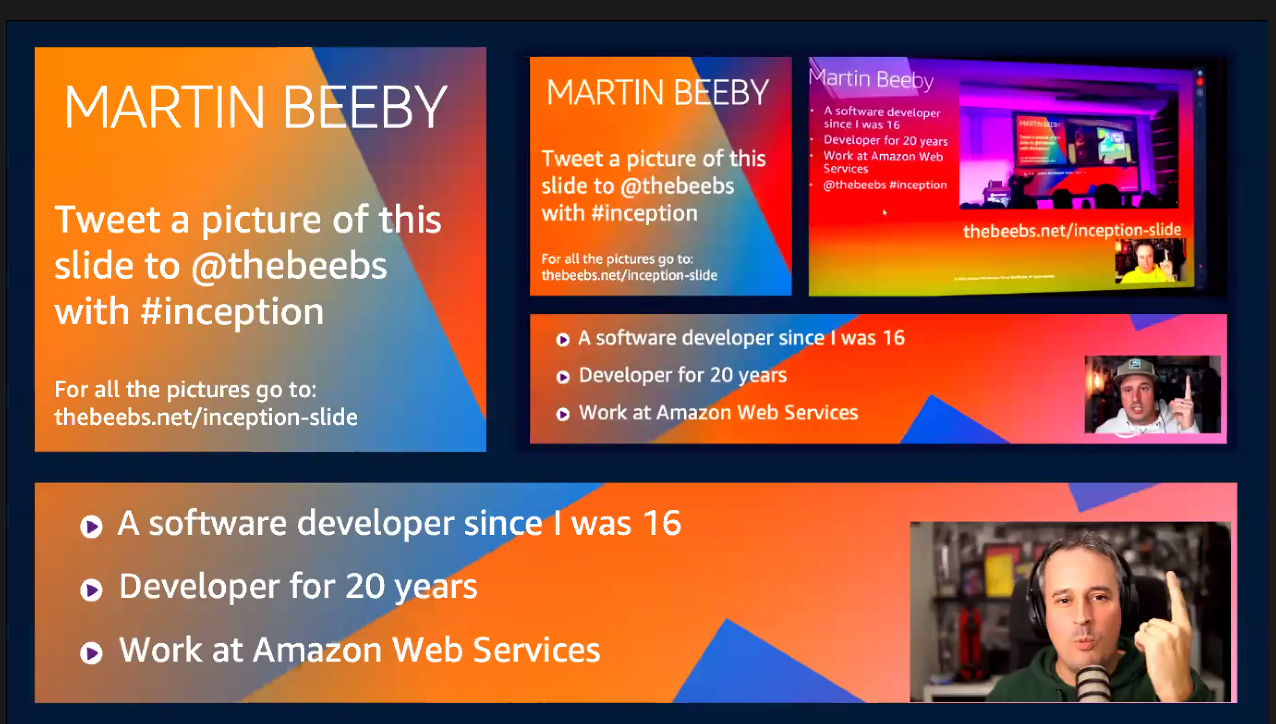 MARTIN BEEBY
Tweet a picture of this
slide to @thebeebs
with #inception
For all the pictures go to:
thebeebs.net/inception-slide
MARTIN BEEBY
Tweet a picture of this
slide to @thebeebs
with #inception
For all the pictures go to:
thebeebs.net/inception-slide
Martin Beeby
A software developer
since I was 16
Developer for 20 years
Work at Amazon Web
Services
@thebeebs #inception
MARTIN BEEBY
thebeebs.net/inception-slide
A software developer since I was 16
Developer for 20 years
Work at Amazon Web Services
A software developer since I was 16
Developer for 20 years
Work at Amazon Web Services